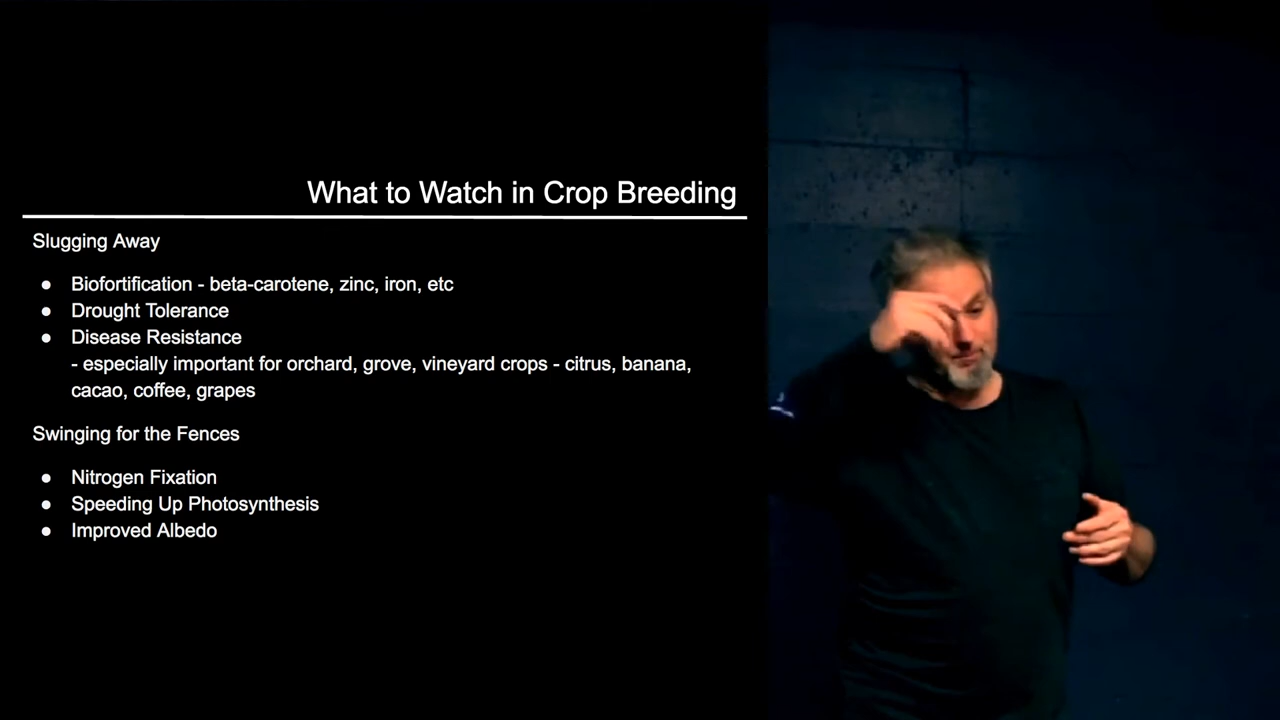 What to Watch in Crop Breeding
Slugging Away
● Biofortification - beta-carotene, zinc, iron, etc
● Drought Tolerance
● Disease Resistance
- especially important for orchard, grove, vineyard crops - citrus, banana,
cacao, coffee, grapes
Swinging for the Fences
● Nitrogen Fixation
● Speeding Up Photosynthesis
● Improved Albedo